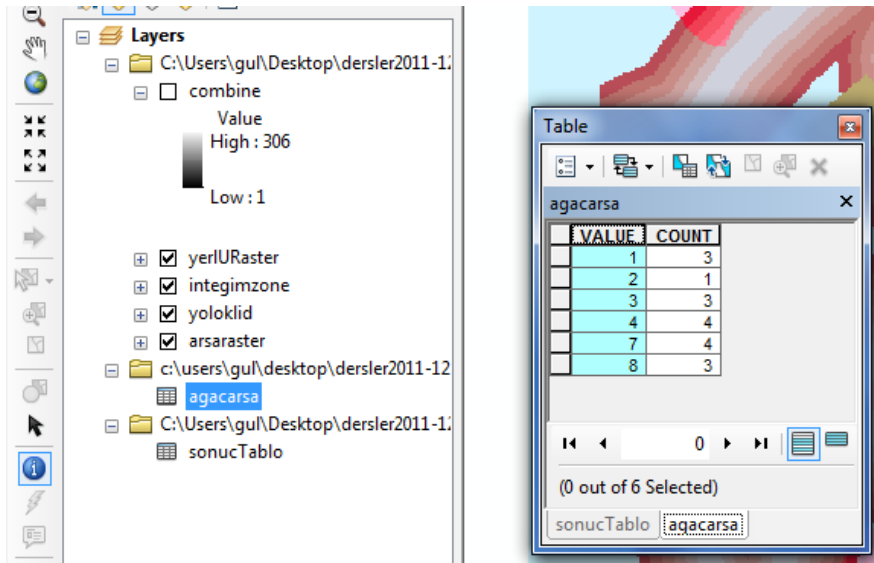 Layers
C:\Users\gul\Desktop\dersler2011-12
combine
Value
High : 306
Low : 1
yerlURaster
integimzone
yoloklid
arsaraster
c:\users\gul\desktop\dersler2011-12
agacarsa
C:\Users\gul\Desktop\dersler2011-12
sonucTablo
Table
agacarsa
VALUE COUNT
1 3
2 1
3 3
4 4
7 4
8 3
0
(0 out of 6 Selected)
sonucTablo agacarsa